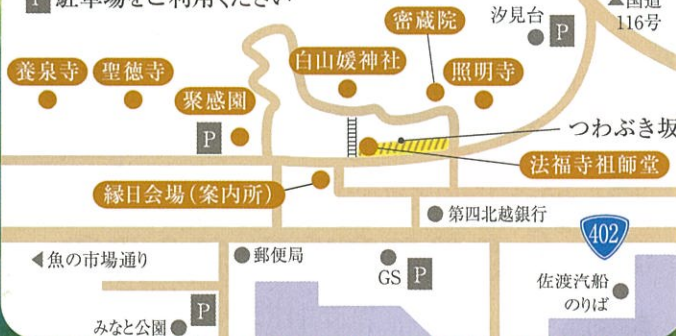 P 駐車場をご利用ください
▲国道
116号
汐見台
P
密蔵院
白山媛神社
照明寺
養泉寺
聖徳寺
聚感園
P
つわぶき坂
法福寺祖師堂
縁日会場(案内所)
第四北越銀行
402
◀魚の市場通り
郵便局
GS P
佐渡汽船
のりば
P
みなと公園